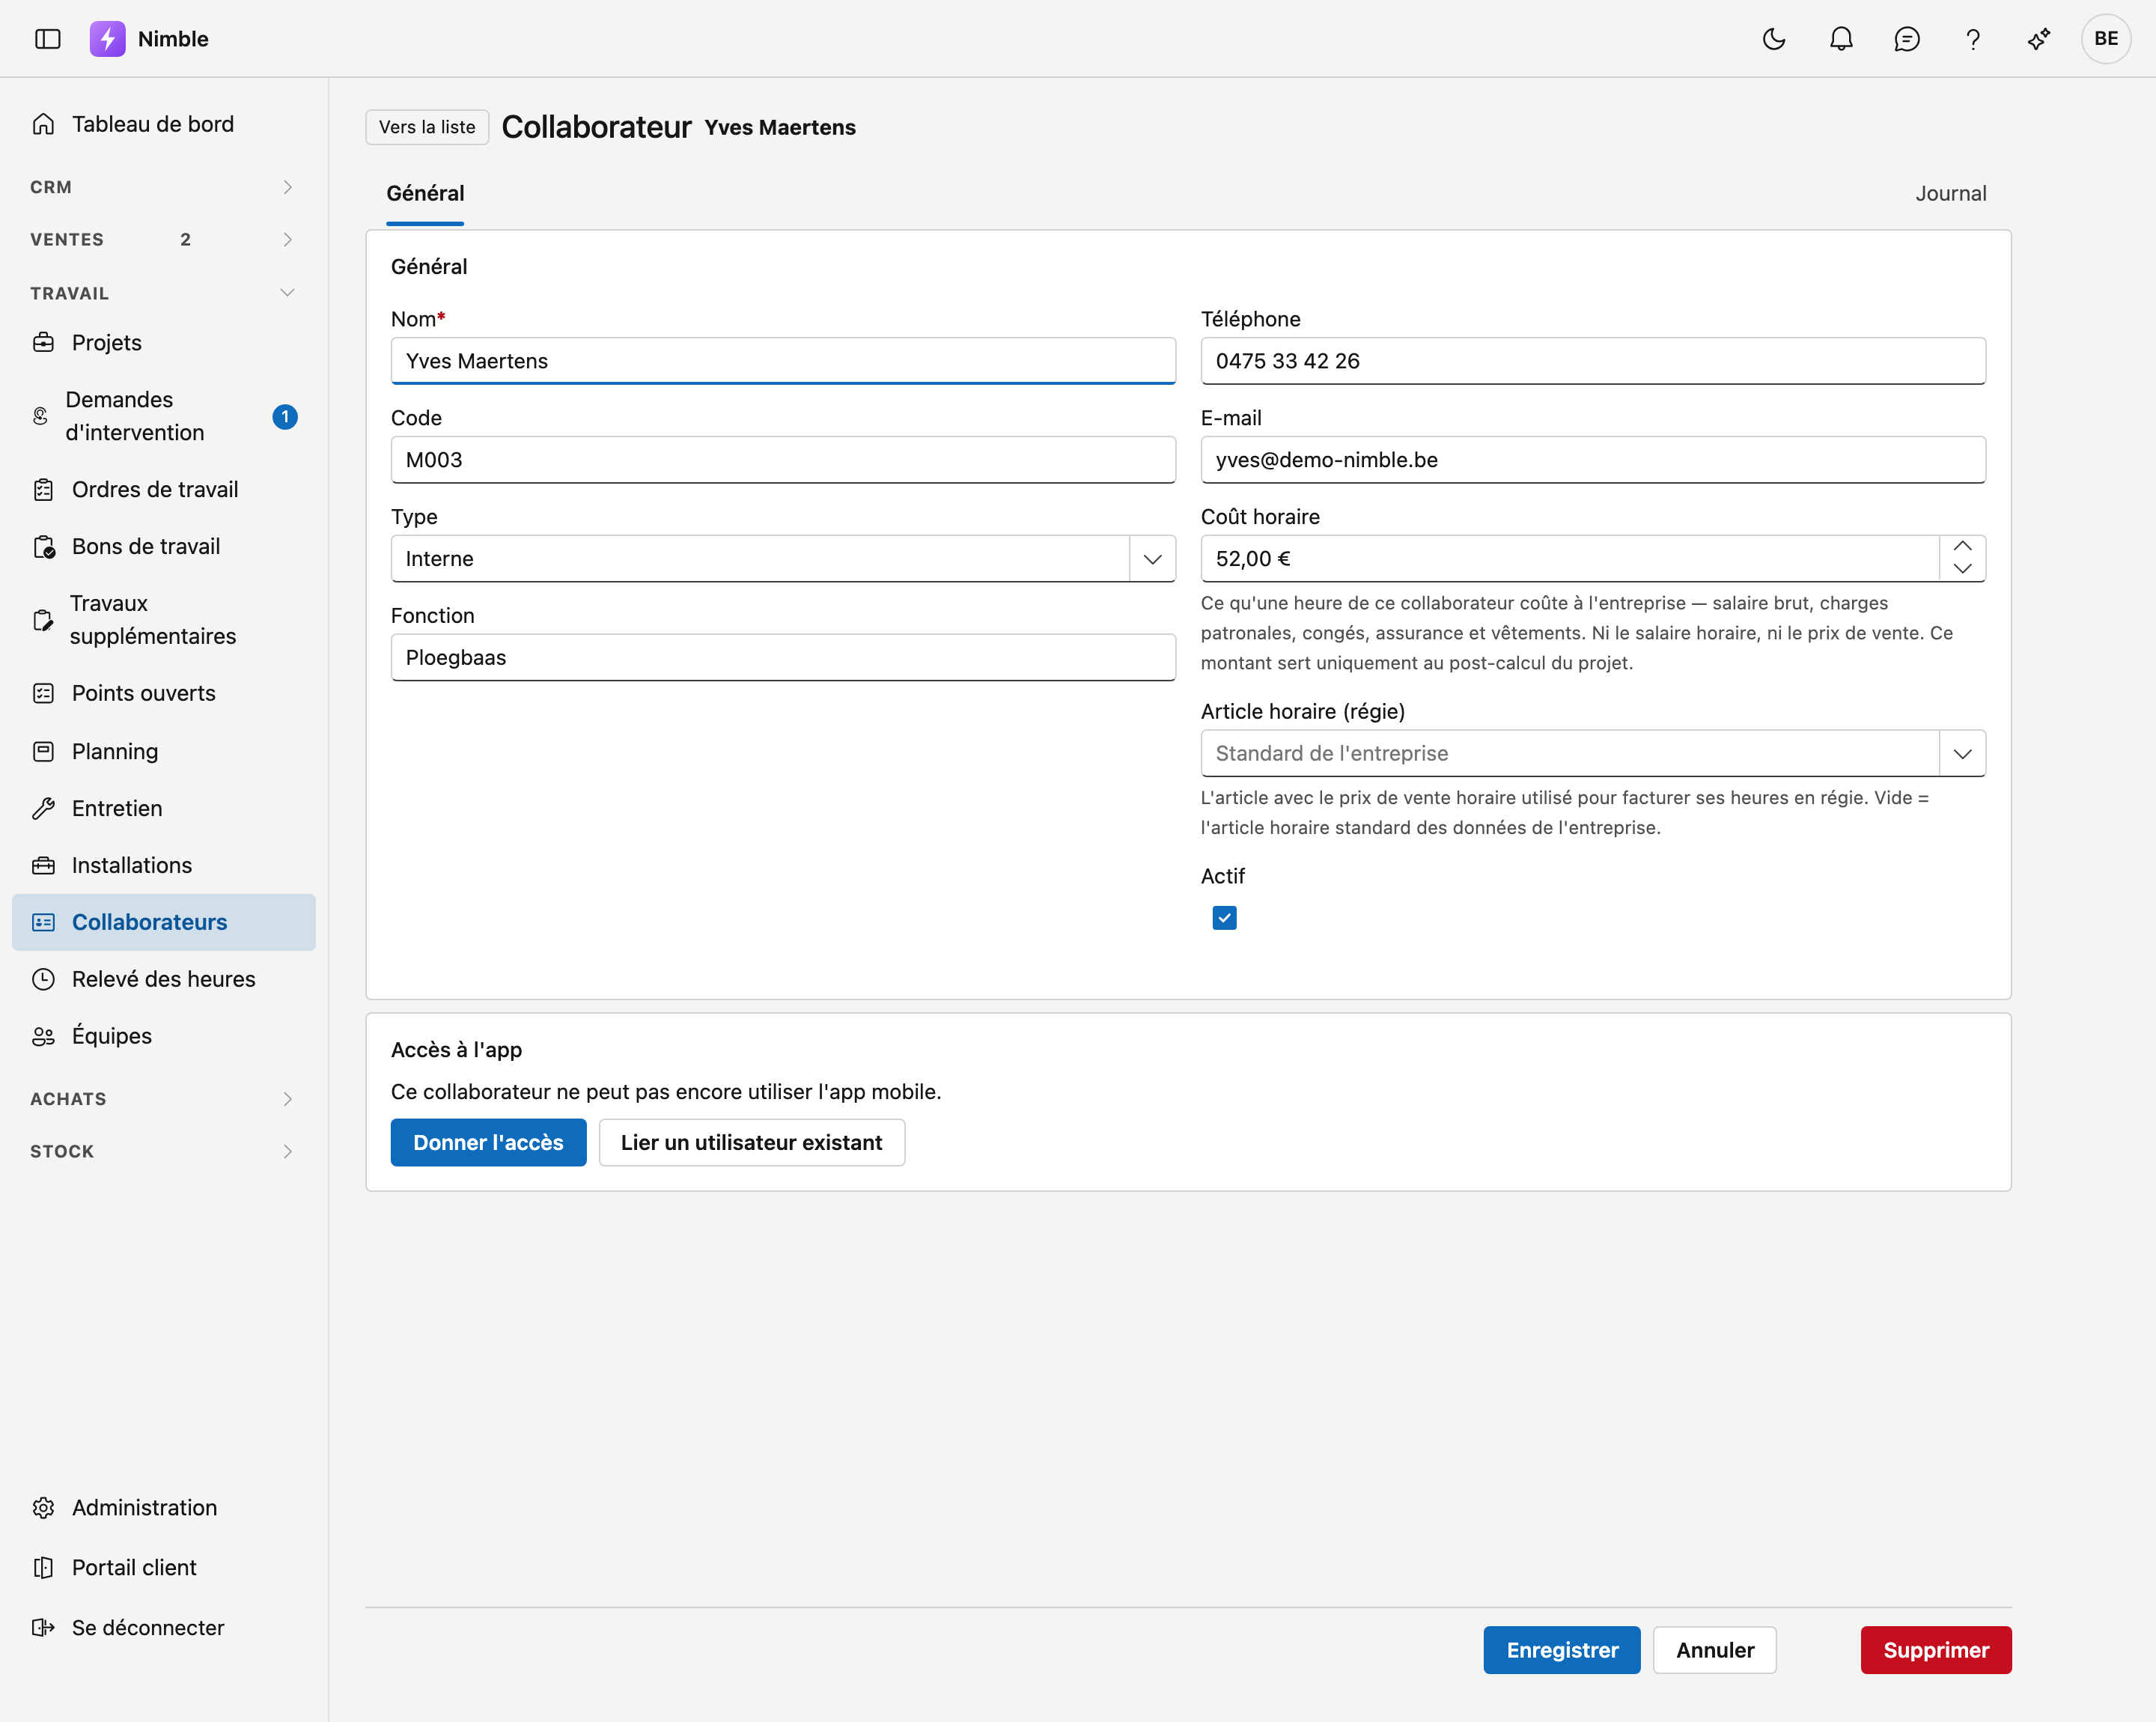 Nimble
BE
Tableau de bord
CRM
VENTES 2
TRAVAIL
Projets
Demandes
d'intervention
1
Ordres de travail
Bons de travail
Travaux
supplémentaires
Points ouverts
Planning
Entretien
Installations
Collaborateurs
Relevé des heures
Équipes
ACHATS
STOCK
Administration
Portail client
Se déconnecter
Vers la liste Collaborateur Yves Maertens
Général Journal
Général
Nom*
Yves Maertens
Code
M003
Type
Interne
Fonction
Ploegbaas
Téléphone
0475 33 42 26
E-mail
yves@demo-nimble.be
Coût horaire
52,00 €
Ce qu'une heure de ce collaborateur coûte à l'entreprise — salaire brut, charges
patronales, congés, assurance et vêtements. Ni le salaire horaire, ni le prix de vente. Ce
montant sert uniquement au post-calcul du projet.
Article horaire (régie)
Standard de l'entreprise
L'article avec le prix de vente horaire utilisé pour facturer ses heures en régie. Vide =
l'article horaire standard des données de l'entreprise.
Actif
Accès à l'app
Ce collaborateur ne peut pas encore utiliser l'app mobile.
Donner l'accès Lier un utilisateur existant
Enregistrer Annuler Supprimer